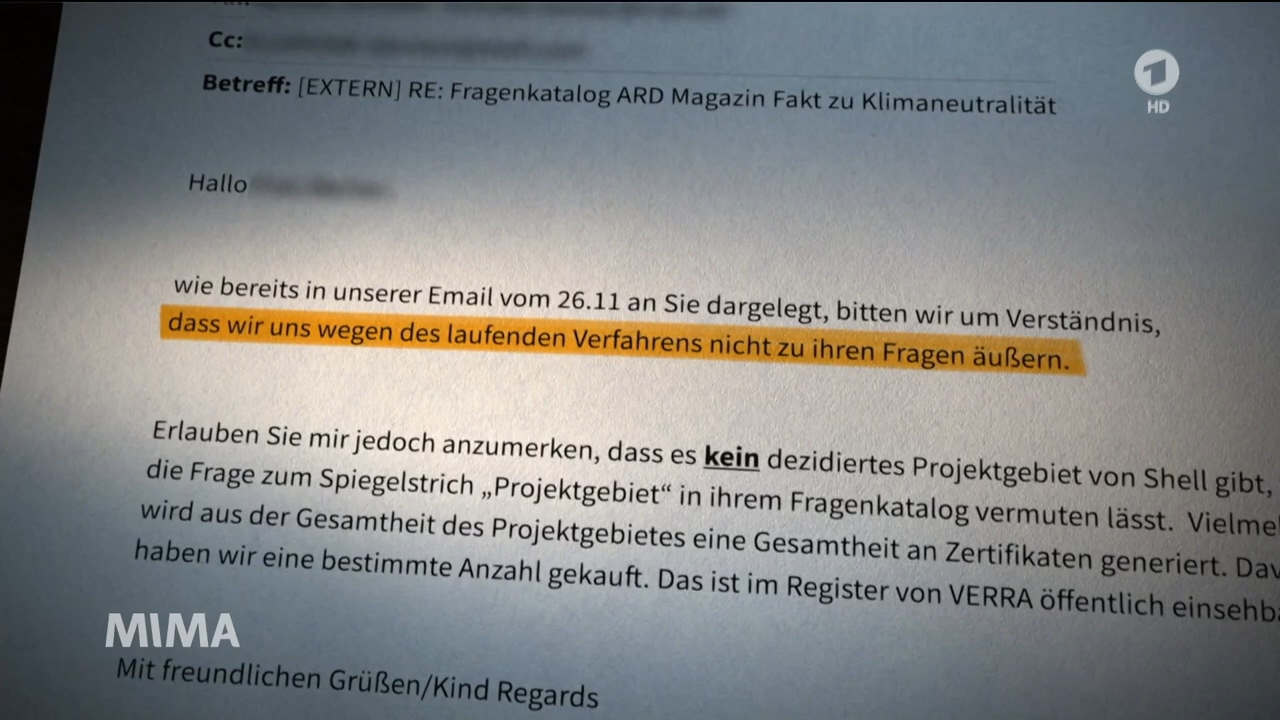 Cc:
Betreff: [EXTERN] RE: Fragenkatalog ARD Magazin Fakt zu Klimaneutralität
1
HD
Hallo
wie bereits in unserer Email vom 26.11 an Sie dargelegt, bitten wir um Verständnis,
dass wir uns wegen des laufenden Verfahrens nicht zu ihren Fragen äußern.
Erlauben Sie mir jedoch anzumerken, dass es kein dezidiertes Projektgebiet von Shell gibt,
die Frage zum Spiegelstrich „Projektgebiet“ in ihrem Fragenkatalog vermuten lässt. Vielme
wird aus der Gesamtheit des Projektgebietes eine Gesamtheit an Zertifikaten generiert. Dav
haben wir eine bestimmte Anzahl gekauft. Das ist im Register von VERRA öffentlich einsehb
MIMA
Mit freundlichen Grüßen/Kind Regards